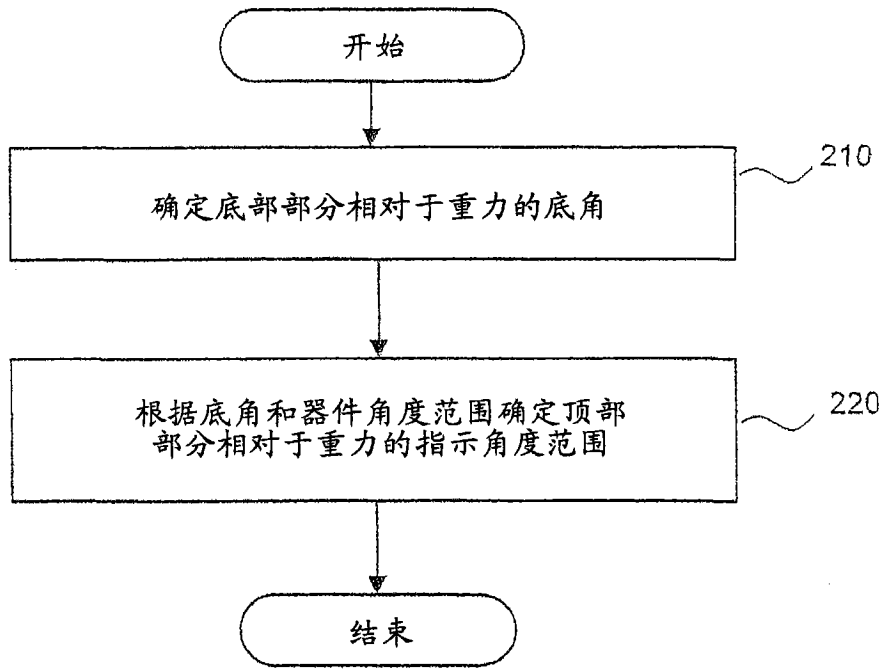 开始
210
确定底部部分相对于重力的底角
220
根据底角和器件角度范围确定顶部
部分相对于重力的指示角度范围
结束